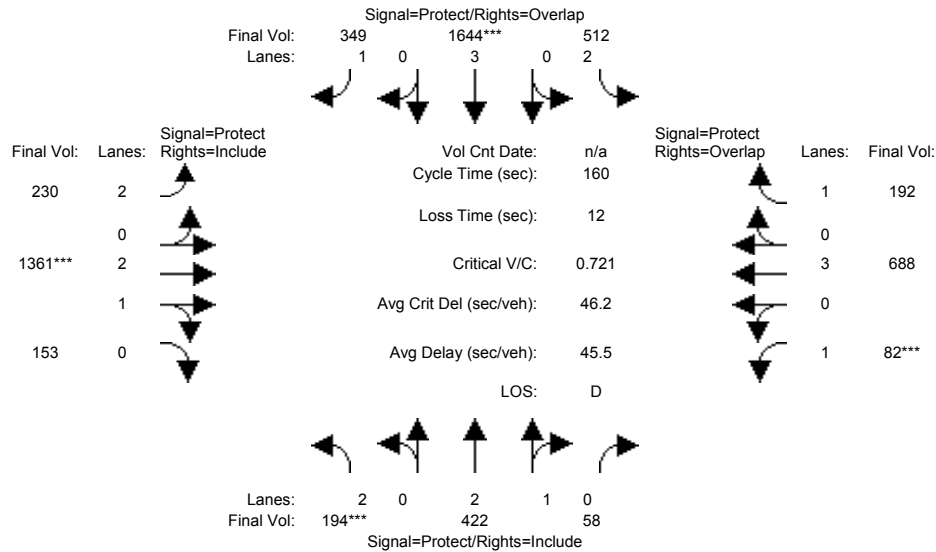 Signal=Protect/Rights=Overlap
Final Vol: 349 1644*** 512
Lanes: 1 0 3 0 2
Signal=Protect Signal=Protect
Final Vol: Lanes: Rights=Include Vol Cnt Date: n/a Rights=Overlap Lanes: Final Vol:
Cycle Time (sec): 160
230 2 1 192
Loss Time (sec): 12
0 0
1361*** 2 Critical V/C: 0.721 3 688
1 Avg Crit Del (sec/veh): 46.2 0
153 0 Avg Delay (sec/veh): 45.5 1 82***
LOS: D
Lanes: 2 0 2 1 0
Final Vol: 194*** 422 58
Signal=Protect/Rights=Include